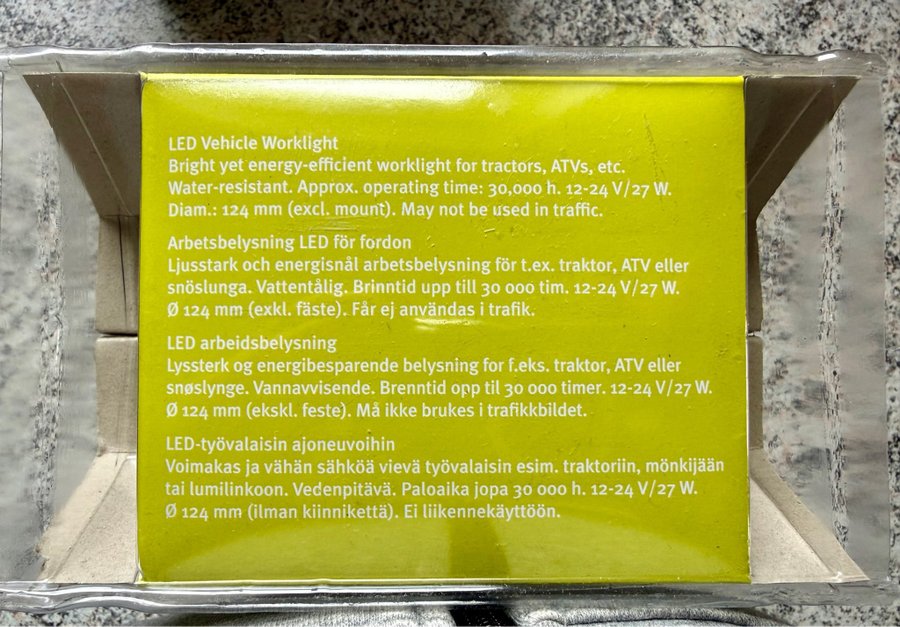 LED Vehicle Worklight
Bright yet energy-efficient worklight for tractors, ATVs, etc.
Water-resistant. Approx. operating time: 30,000 h. 12-24 V/27 W.
Diam.: 124 mm (excl. mount). May not be used in traffic.
Arbetsbelysning LED för fordon
Ljusstark och energisnål arbetsbelysning för t.ex. traktor, ATV eller
snöslunga. Vattentålig. Brinntid upp till 30 000 tim. 12-24 V/27 W.
Ø 124 mm (exkl. fäste). Får ej användas i trafik.
LED arbeidsbelysning
Lyssterk og energibesparende belysning for f.eks. traktor, ATV eller
snøslynge. Vannavvisende. Brenntid opp til 30 000 timer. 12-24 V/27 W.
Ø 124 mm (ekskl. feste). Må ikke brukes i trafikkbildet.
LED-työvalaisin ajoneuvoihin
Voimakas ja vähän sähköä vievä työvalaisin esim. traktoriin, mönkijään
tai lumilinkoon. Vedenpitävä. Paloaika jopa 30 000 h. 12-24 V/27 W.
Ø 124 mm (ilman kiinnikettä). Ei liikennekäyttöön.